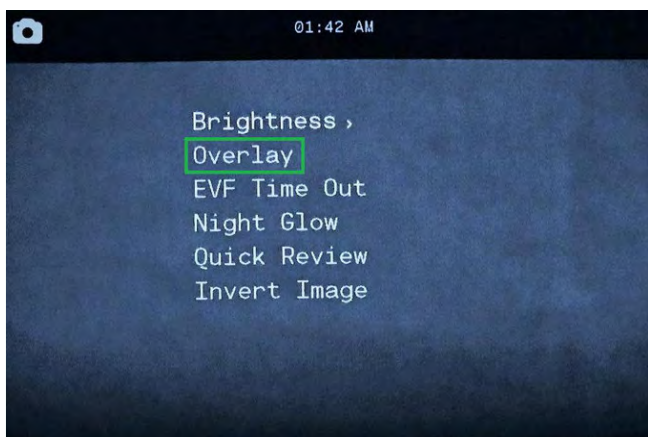 01:42 AM
Brightness ›
Overlay
EVF Time Out
Night Glow
Quick Review
Invert Image